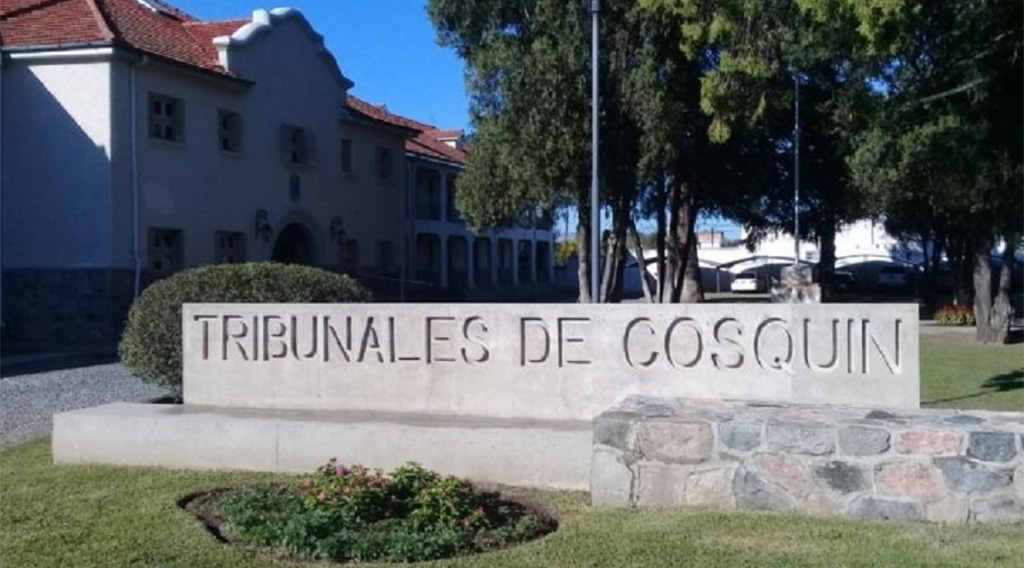 TRIBUNALES DE COSQUIN